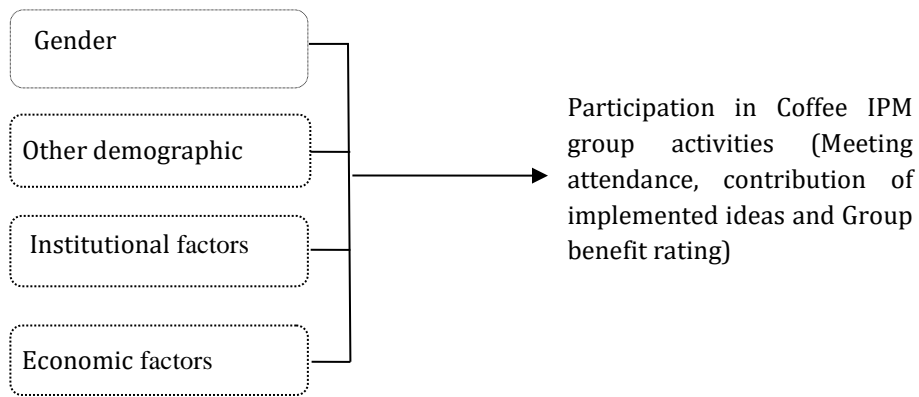 Gender
Other demographic
Institutional factors
Economic factors
Participation in Coffee IPM
group activities (Meeting
attendance, contribution of
implemented ideas and Group
benefit rating)